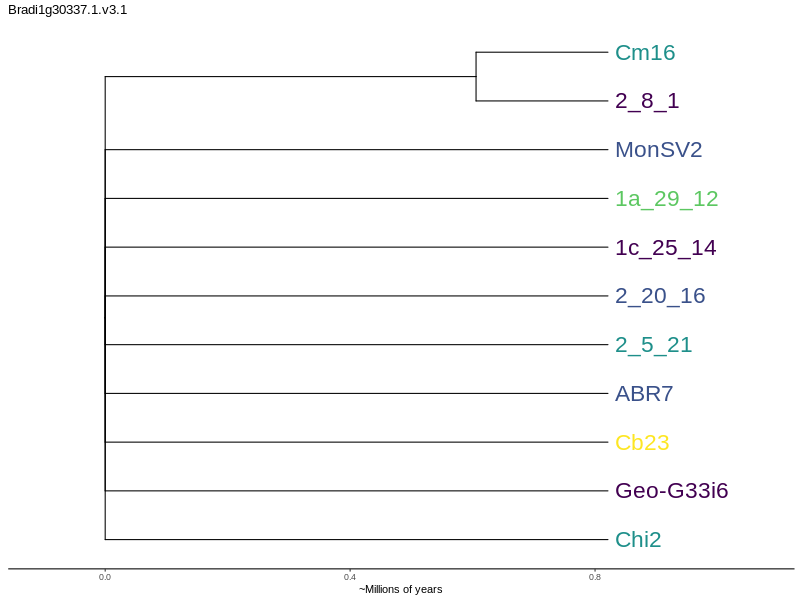 Bradi1g30337.1.v3.1
Cm16
2_8_1
MonSV2
1a_29_12
1c_25_14
2_20_16
2_5_21
ABR7
Cb23
Geo-G33i6
Chi2
0.0 0.4 0.8
~Millions of years